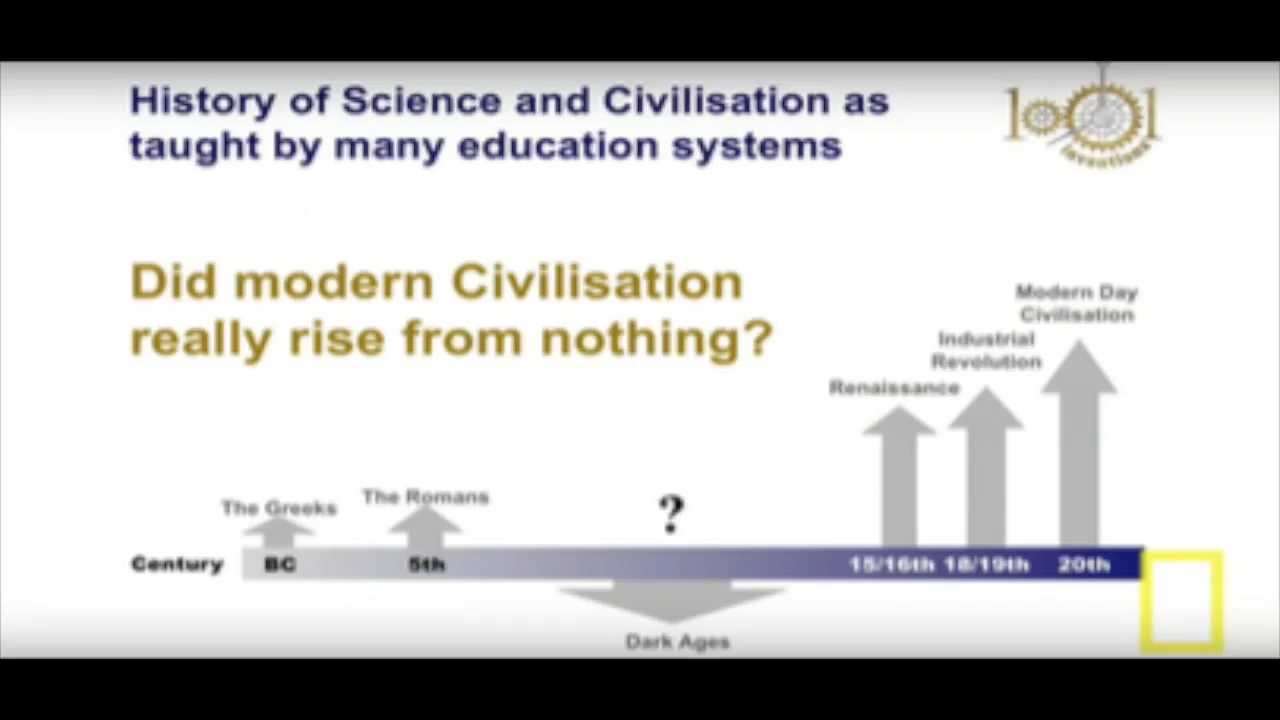 History of Science and Civilisation as
taught by many education systems
1001
inventions
Did modern Civilisation
really rise from nothing?
Modern Day
Civilisation
Industrial
Revolution
Renaissance
The Greeks
The Romans
?
Century
BC
5th
15/16th
18/19th
20th
Dark Ages